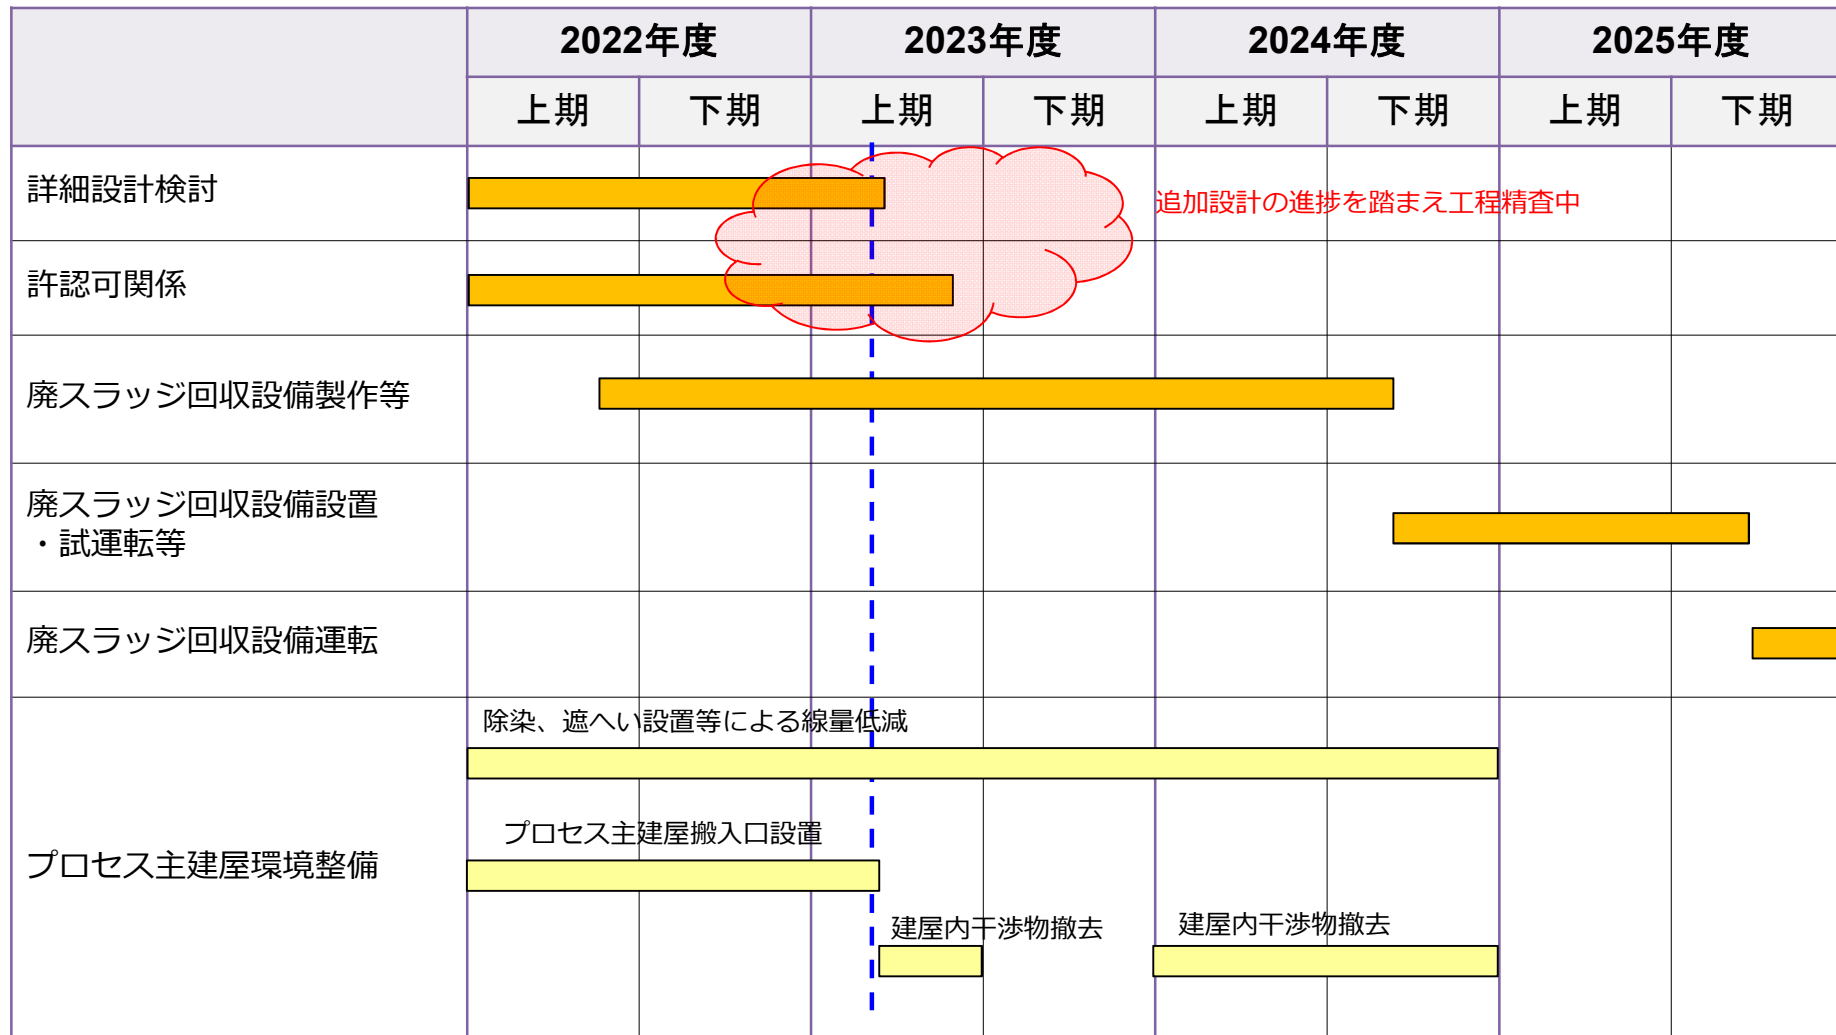 2022年度 2023年度 2024年度 2025年度
上期 下期 上期 下期 上期 下期 上期 下期
詳細設計検討
追加設計の進捗を踏まえ工程精査中
許認可関係
廃スラッジ回収設備製作等
廃スラッジ回収設備設置
・試運転等
廃スラッジ回収設備運転
除染、遮へい設置等による線量低減
プロセス主建屋搬入口設置
プロセス主建屋環境整備
建屋内干渉物撤去 建屋内干渉物撤去